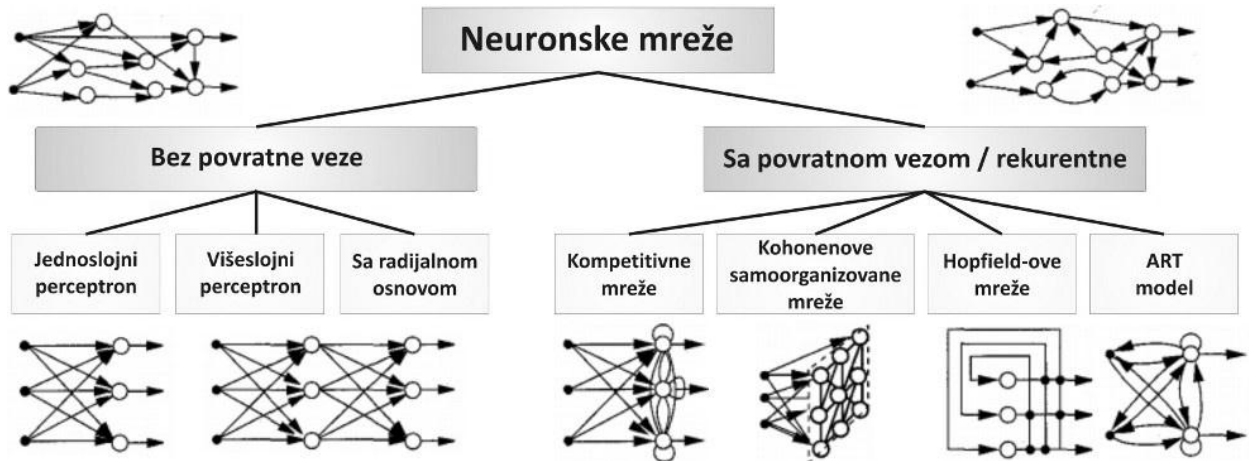 Neuronske mreže
Bez povratne veze
Sa povratnom vezom / rekurentne
Jednoslojni
perceptron
Višeslojni
perceptron
Sa radijalnom
osnovom
Kompetitivne
mreže
Kohonenove
samoorganizovane
mreže
Hopfield-ove
mreže
ART
model